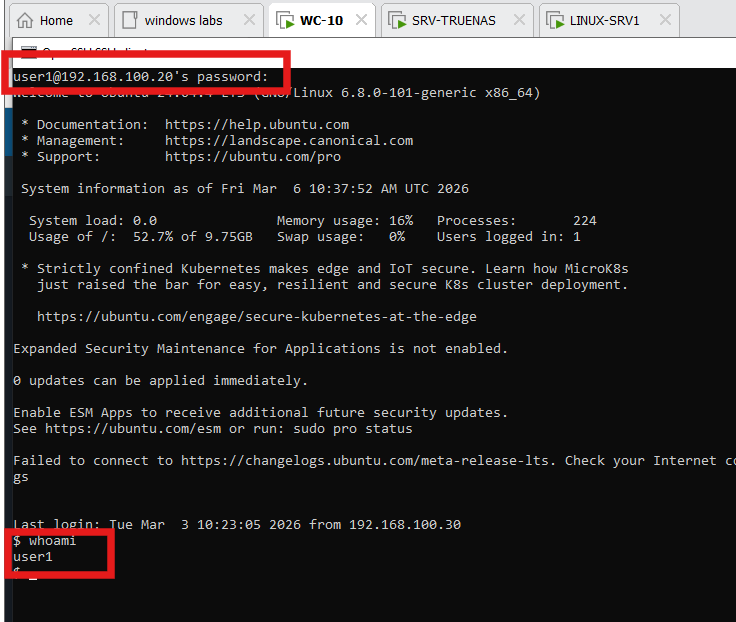 Home
windows labs
WC-10
SRV-TRUENAS
LINUX-SRV1
user1@192.168.100.20's password:
(GNU/Linux 6.8.0-101-generic x86_64)
* Documentation: https://help.ubuntu.com
* Management: https://landscape.canonical.com
* Support: https://ubuntu.com/pro
System information as of Fri Mar 6 10:37:52 AM UTC 2026
System load: 0.0 Memory usage: 16% Processes: 224
Usage of /: 52.7% of 9.75GB Swap usage: 0% Users logged in: 1
* Strictly confined Kubernetes makes edge and IoT secure. Learn how MicroK8s
just raised the bar for easy, resilient and secure K8s cluster deployment.
https://ubuntu.com/engage/secure-kubernetes-at-the-edge
Expanded Security Maintenance for Applications is not enabled.
0 updates can be applied immediately.
Enable ESM Apps to receive additional future security updates.
See https://ubuntu.com/esm or run: sudo pro status
Failed to connect to https://changelogs.ubuntu.com/meta-release-lts. Check your Internet
gs
Last login: Tue Mar 3 10:23:05 2026 from 192.168.100.30
$ whoami
user1
$